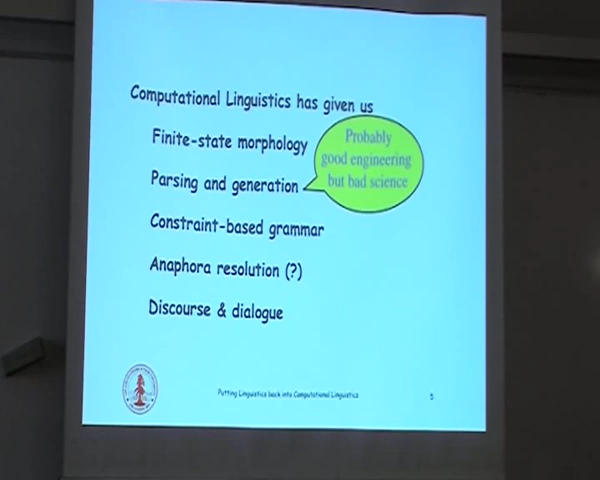 Computational Linguistics has given us
Finite-state morphology
Parsing and generation
Constraint-based grammar
Anaphora resolution (?)
Discourse & dialogue
Probably
good engineering
but bad science
Putting Linguistics back into Computational Linguistics
5